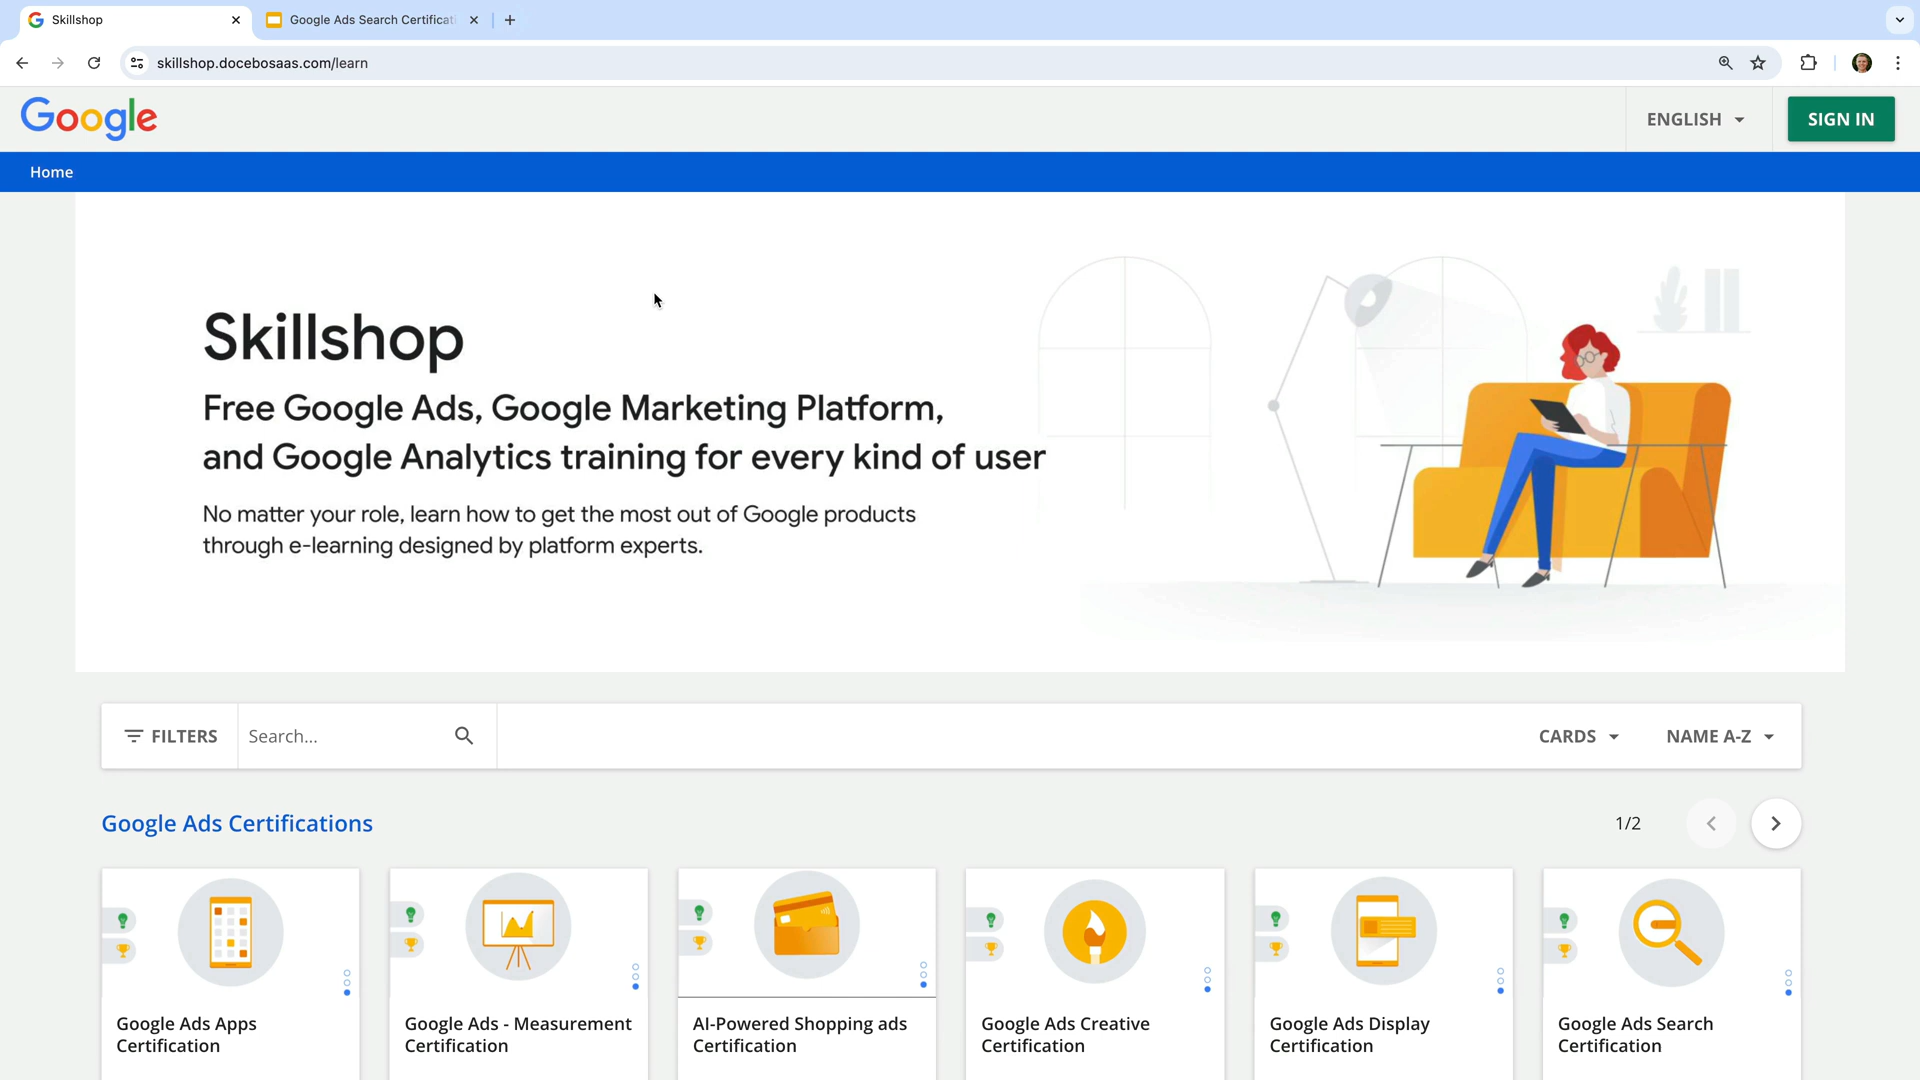 Skillshop
Google Ads Search Certificat
skillshop.docebosaas.com/learn
Google
ENGLISH
SIGN IN
Home
Skillshop
Free Google Ads, Google Marketing Platform,
and Google Analytics training for every kind of user
No matter your role, learn how to get the most out of Google products
through e-learning designed by platform experts.
FILTERS
Search...
CARDS
NAME A-Z
Google Ads Certifications
1/2
Google Ads Apps
Certification
Google Ads - Measurement
Certification
AI-Powered Shopping ads
Certification
Google Ads Creative
Certification
Google Ads Display
Certification
Google Ads Search
Certification